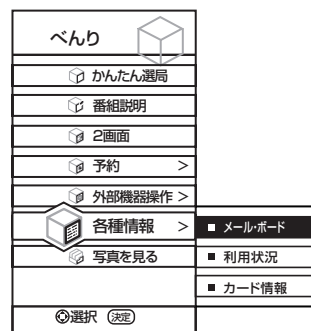 べんり
かんたん選局
番組説明
2画面
予約 >
外部機器操作 >
各種情報 >
写真を見る
選択 決定
メール・ボード
利用状況
カード情報